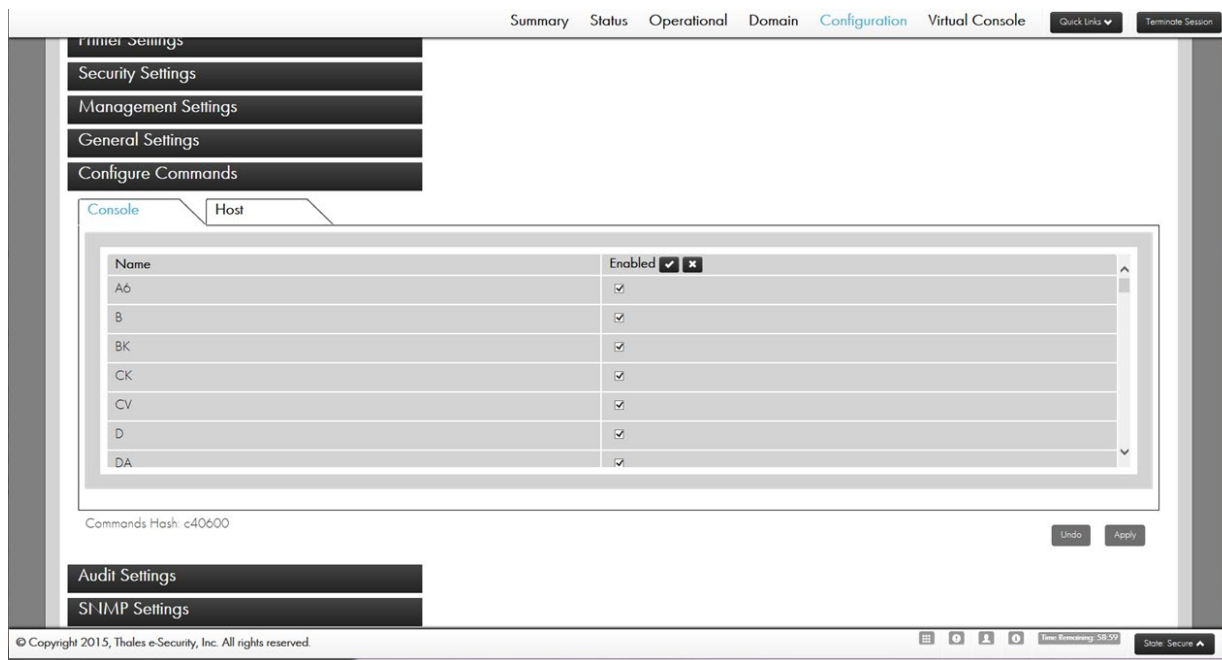 Summary Status Operational Domain Configuration Virtual Console Quick Links Terminate Session
Printer Settings
Security Settings
Management Settings
General Settings
Configure Commands
Console Host
Name Enabled
A6
B
BK
CK
CV
D
DA
Commands Hash: c40600
Undo Apply
Audit Settings
SNMP Settings
© Copyright 2015, Thales e-Security, Inc. All rights reserved. Time Remaining: 58:59 State: Secure